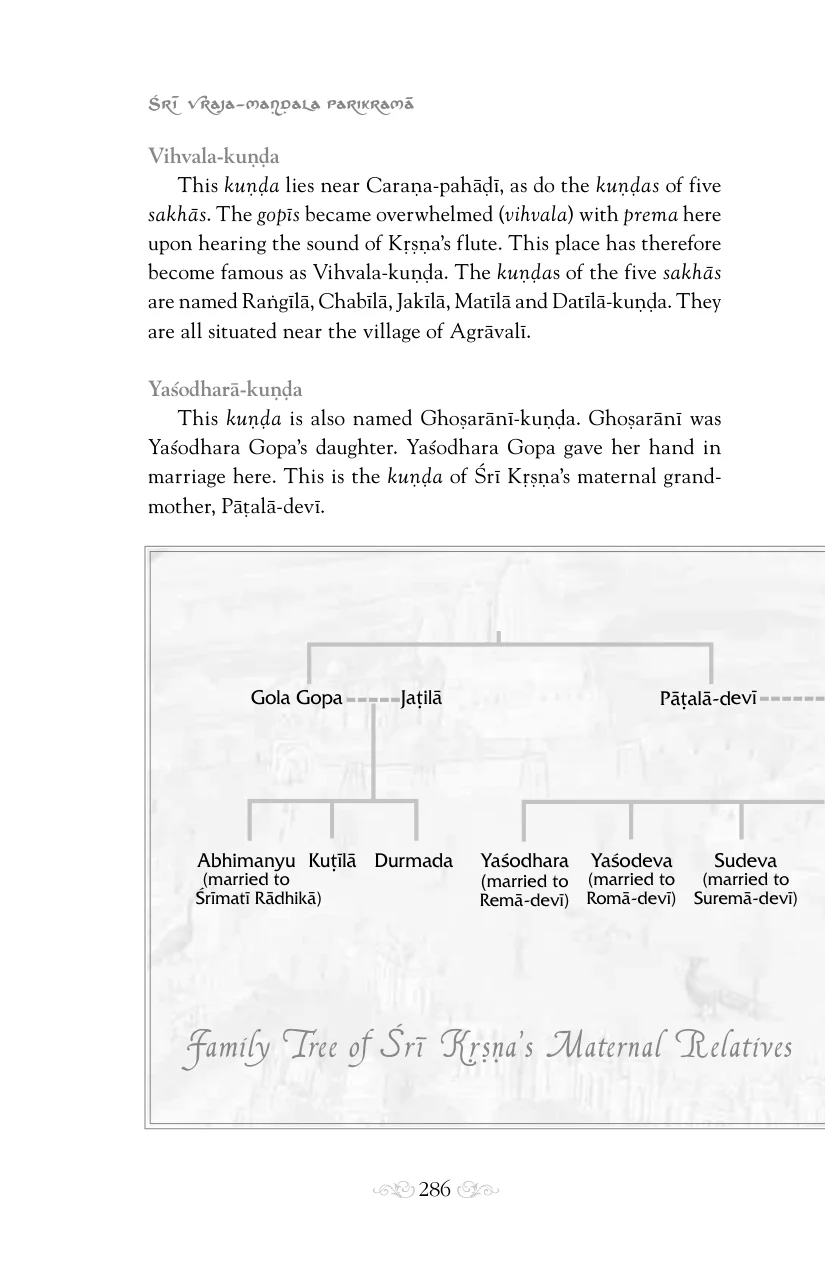 Śrī Vraja-maṇḍala Parikramā
Vihvala-kuṇḍa
This kuṇḍa lies near Caraṇa-pahāḍī, as do the kuṇḍas of five
sakhās. The gopīs became overwhelmed (vihvala) with prema here
upon hearing the sound of Kṛṣṇa’s flute. This place has therefore
become famous as Vihvala-kuṇḍa. The kuṇḍas of the five sakhās
are named Raṅgīlā, Chabīlā, Jakīlā, Matīlā and Datīlā-kuṇḍa. They
are all situated near the village of Agrāvalī.
Yaśodharā-kuṇḍa
This kuṇḍa is also named Ghoṣarānī-kuṇḍa. Ghoṣarānī was
Yaśodhara Gopa’s daughter. Yaśodhara Gopa gave her hand in
marriage here. This is the kuṇḍa of Śrī Kṛṣṇa’s maternal grand-
mother, Pāṭalā-devī.
Gola Gopa Jaṭilā Pāṭalā-devī
Abhimanyu Kuṭīlā Durmada Yaśodhara Yaśodeva Sudeva
(married to (married to (married to (married to
Śrīmatī Rādhikā) Remā-devī) Romā-devī) Suremā-devī)
Family Tree of Śrī Kṛṣṇa’s Maternal Relatives
286